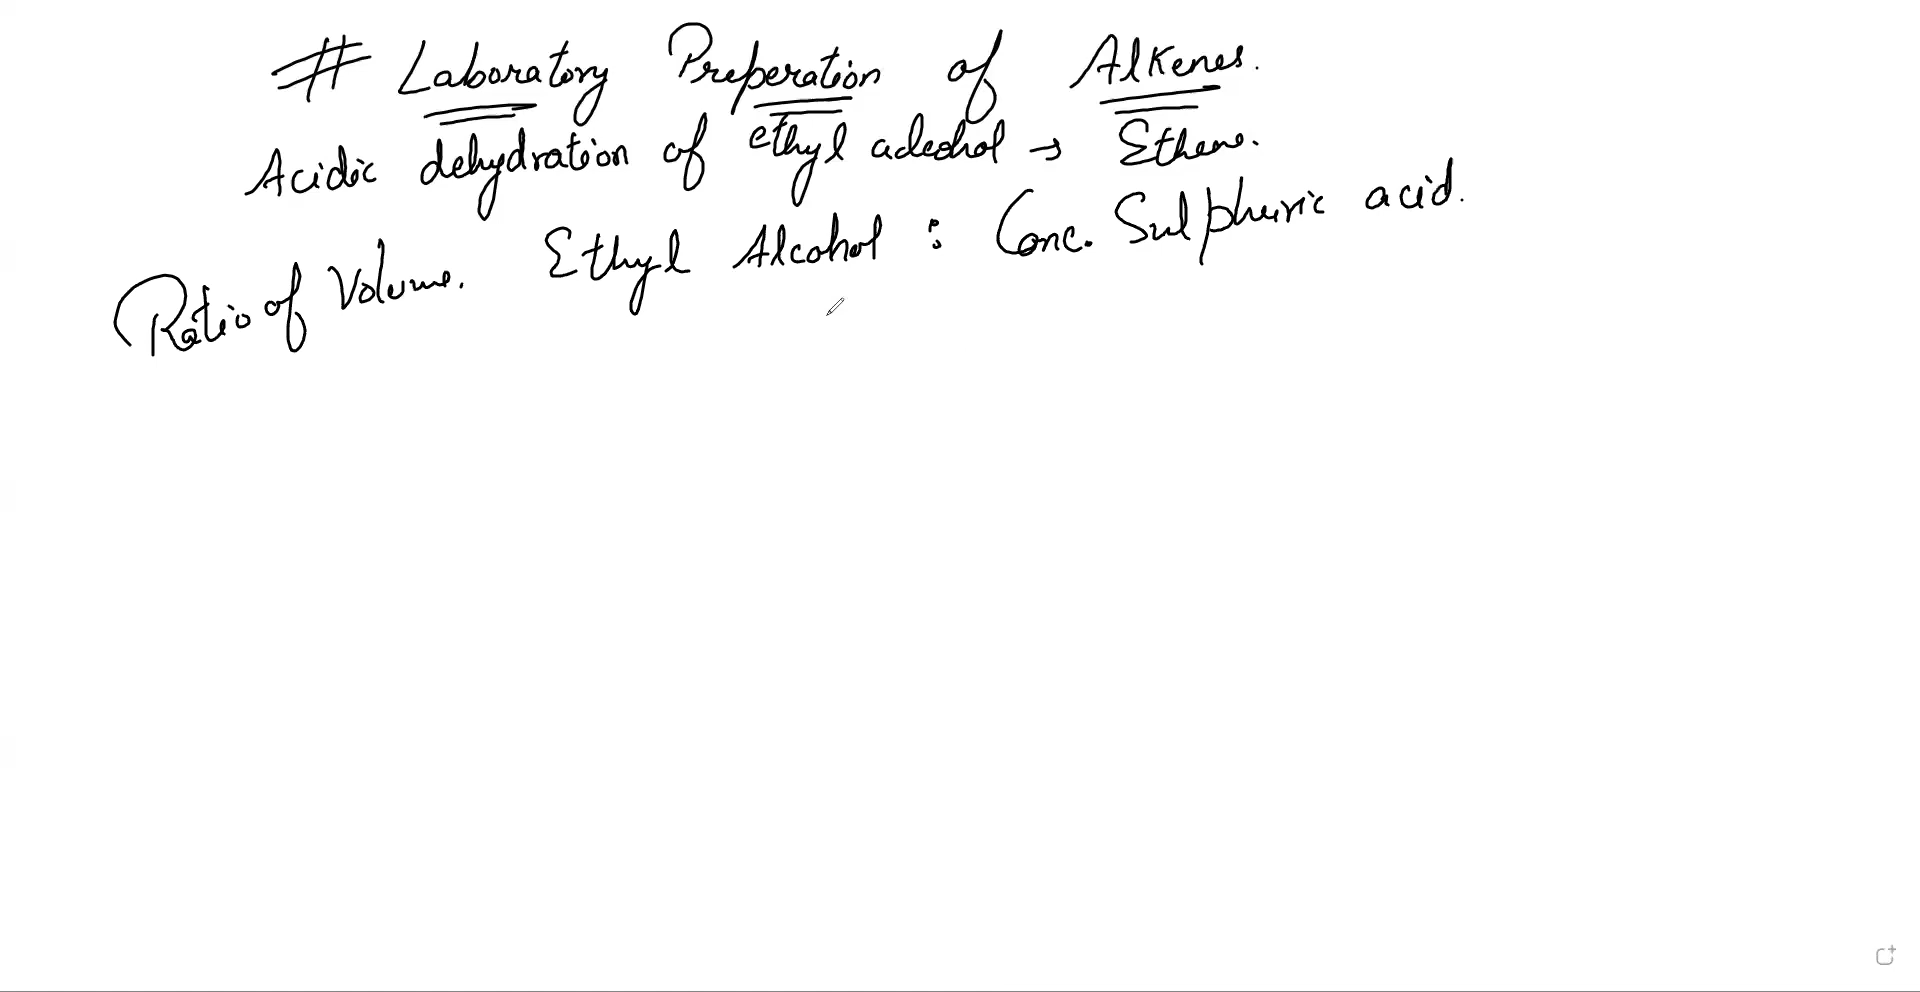 # Laboratory Preperation of Alkenes.
Acidic dehydration of ethyl alcohol → Ethene.
Ratio of Volume. Ethyl Alcohol : Conc. Sulphuric acid.